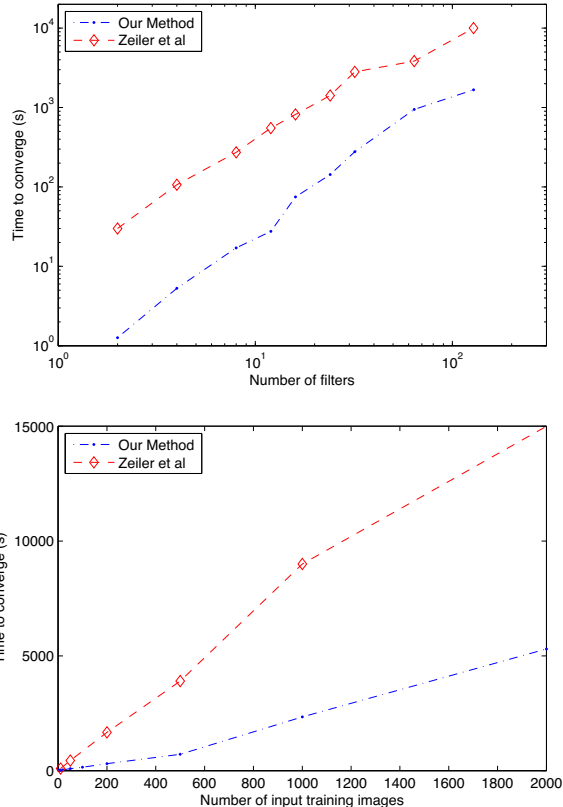 10^4
Our Method
Zeiler et al
10^3
10^2
10^1
10^0
Time to converge (s)
10^0
10^1
10^2
Number of filters
15000
Our Method
Zeiler et al
10000
5000
0
Time to converge (s)
0
200
400
600
800
1000
1200
1400
1600
1800
2000
Number of input training images